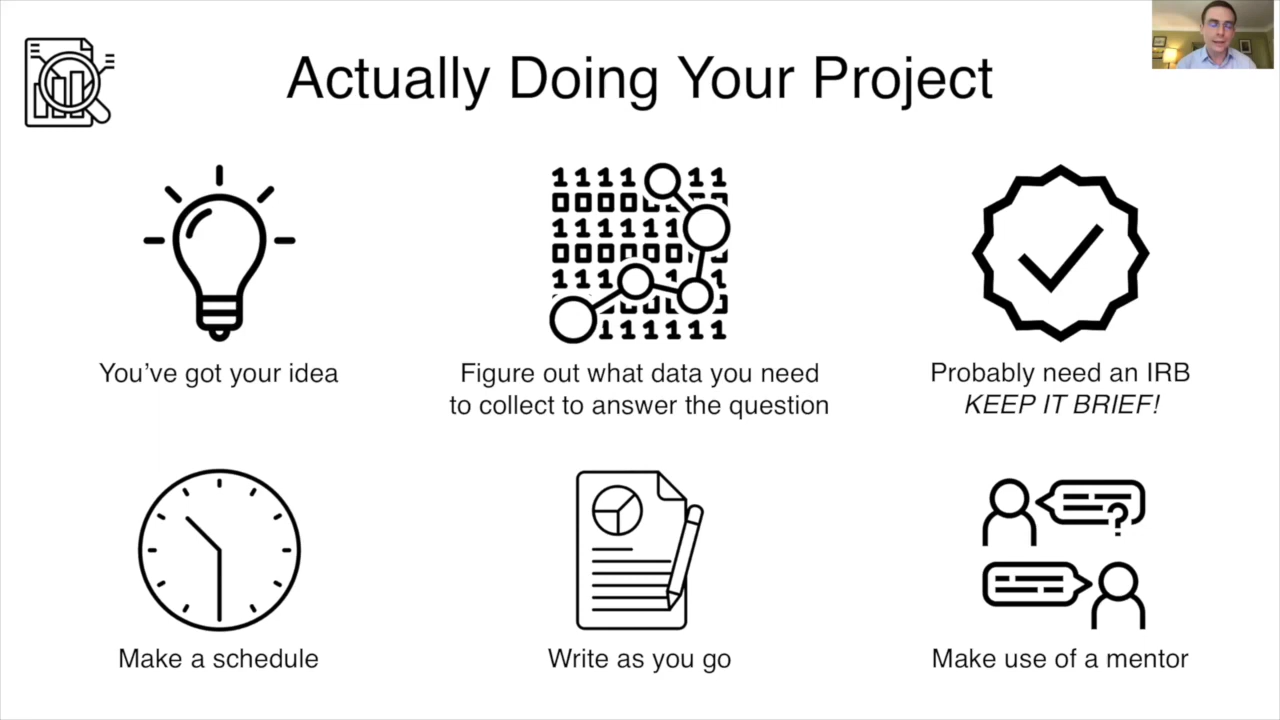 Actually Doing Your Project
You've got your idea
Figure out what data you need
to collect to answer the question
Probably need an IRB
KEEP IT BRIEF!
Make a schedule
Write as you go
Make use of a mentor